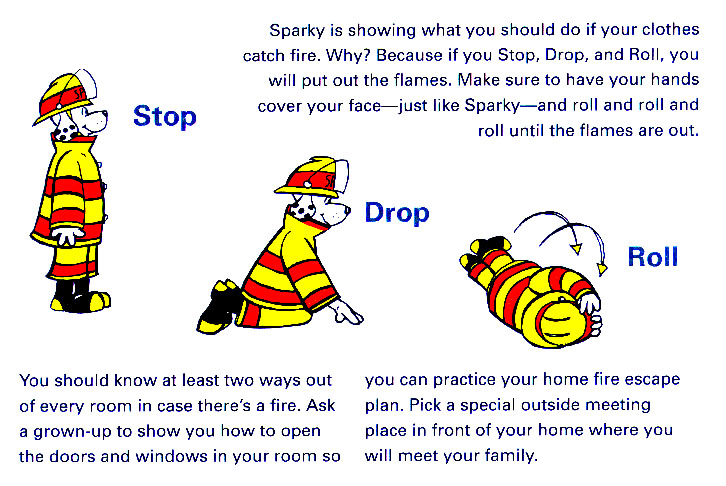 Sparky is showing what you should do if your clothes
catch fire. Why? Because if you Stop, Drop, and Roll, you
will put out the flames. Make sure to have your hands
cover your face—just like Sparky—and roll and roll and
roll until the flames are out.
Stop
Drop
Roll
You should know at least two ways out
of every room in case there's a fire. Ask
a grown-up to show you how to open
the doors and windows in your room so
you can practice your home fire escape
plan. Pick a special outside meeting
place in front of your home where you
will meet your family.